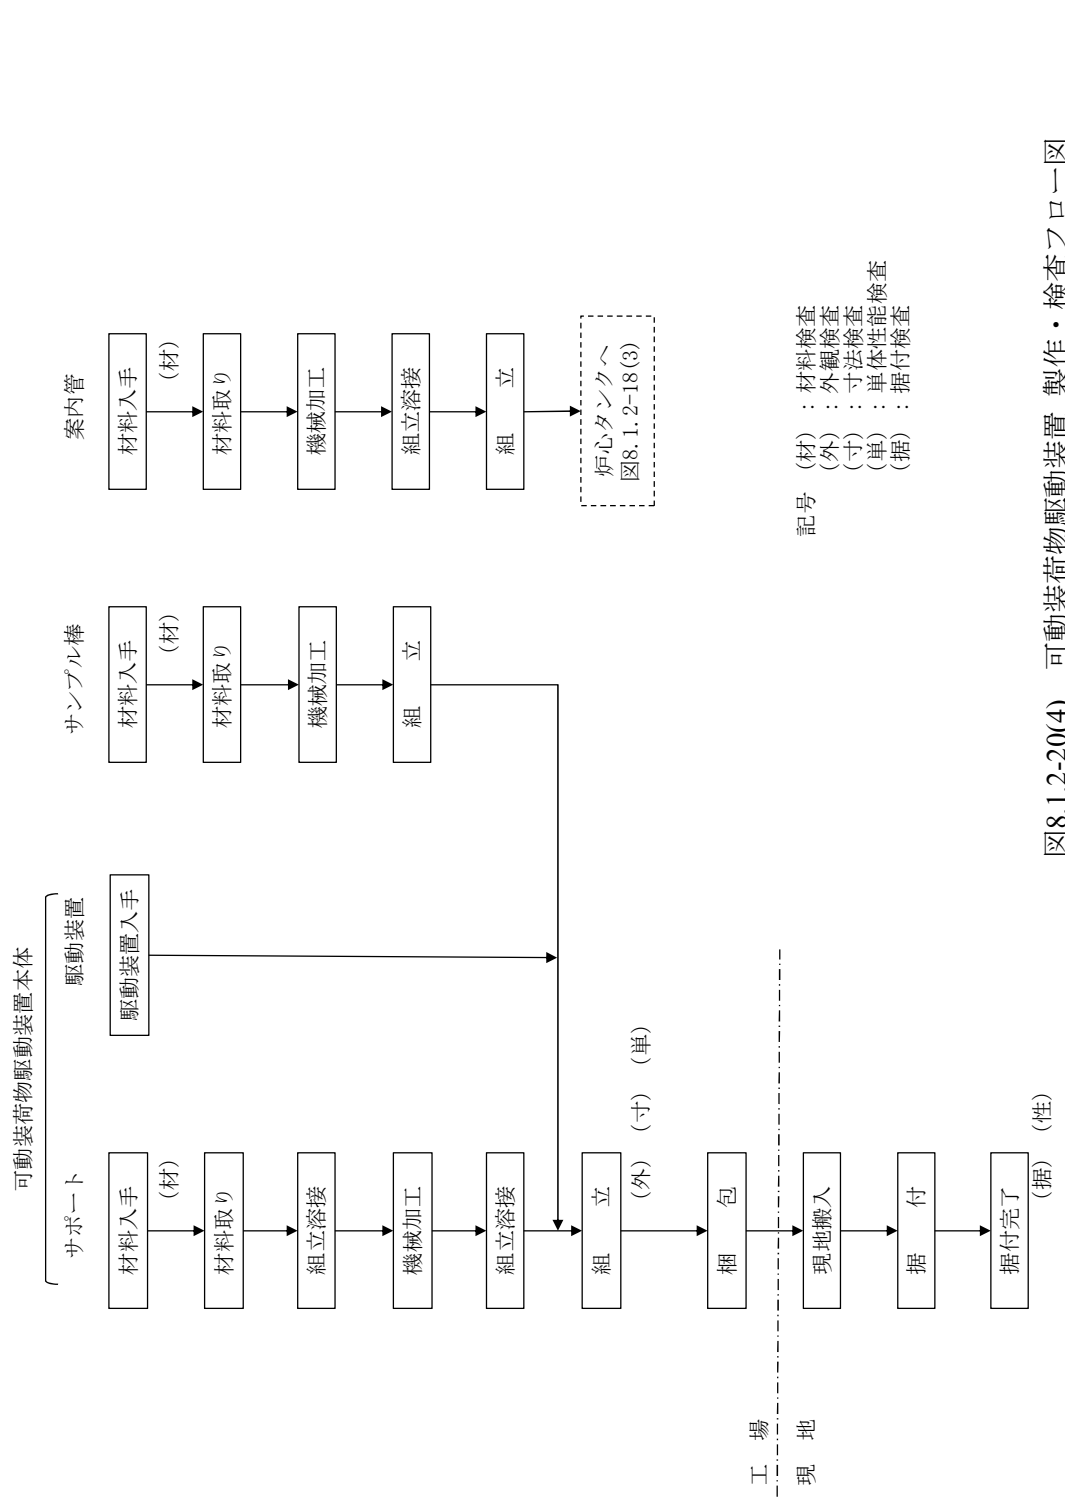 可動装荷物駆動装置本体
サポート
材料入手
(材)
材料取り
組立溶接
機械加工
組立溶接
組　立
(外) (寸) (単)
梱　包
現地搬入
据　付
据付完了
(据) (性)
駆動装置
駆動装置入手
サンプル棒
材料入手
(材)
材料取り
機械加工
組　立
案内管
材料入手
(材)
材料取り
機械加工
組立溶接
組　立
炉心タンクへ
図8.1.2-18(3)
工　場
現　地
記号 (材) : 材料検査
(外) : 外観検査
(寸) : 寸法検査
(単) : 単体性能検査
(据) : 据付検査
図8.1.2-20(4)　可動装荷物駆動装置 製作・検査フロー図